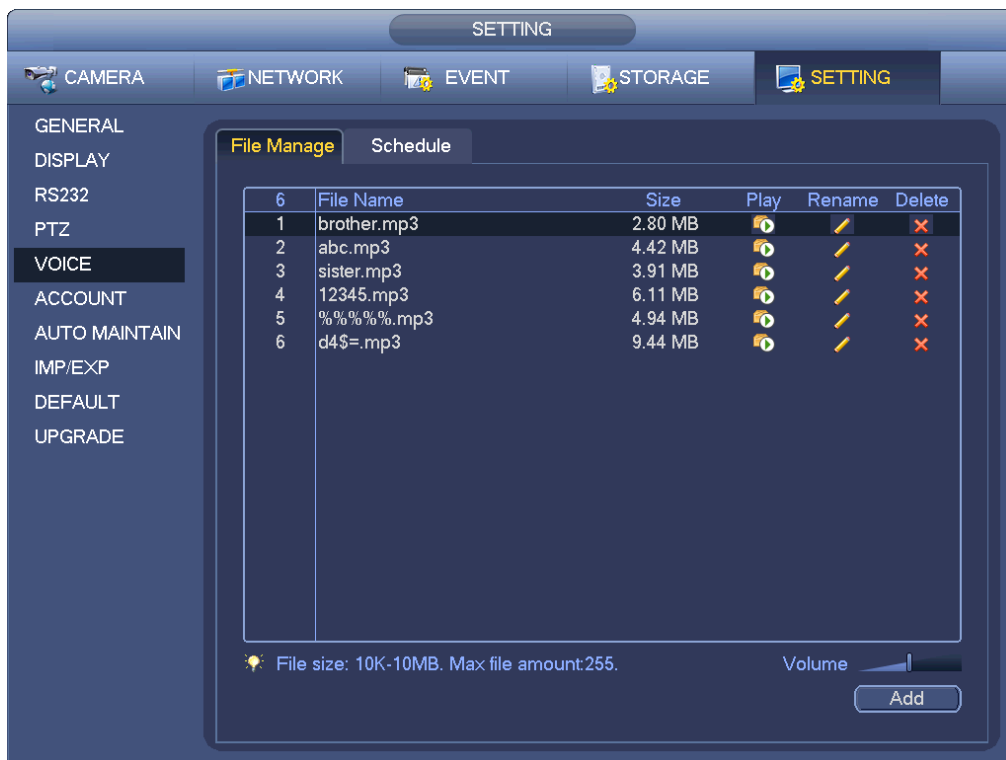 SETTING
CAMERA NETWORK EVENT STORAGE SETTING
GENERAL
DISPLAY
RS232
PTZ
VOICE
ACCOUNT
AUTO MAINTAIN
IMP/EXP
DEFAULT
UPGRADE
File Manage Schedule
6 File Name Size Play Rename Delete
1 brother.mp3 2.80 MB
2 abc.mp3 4.42 MB
3 sister.mp3 3.91 MB
4 12345.mp3 6.11 MB
5 %%%%%.mp3 4.94 MB
6 d4$=.mp3 9.44 MB
File size: 10K-10MB. Max file amount:255. Volume
Add